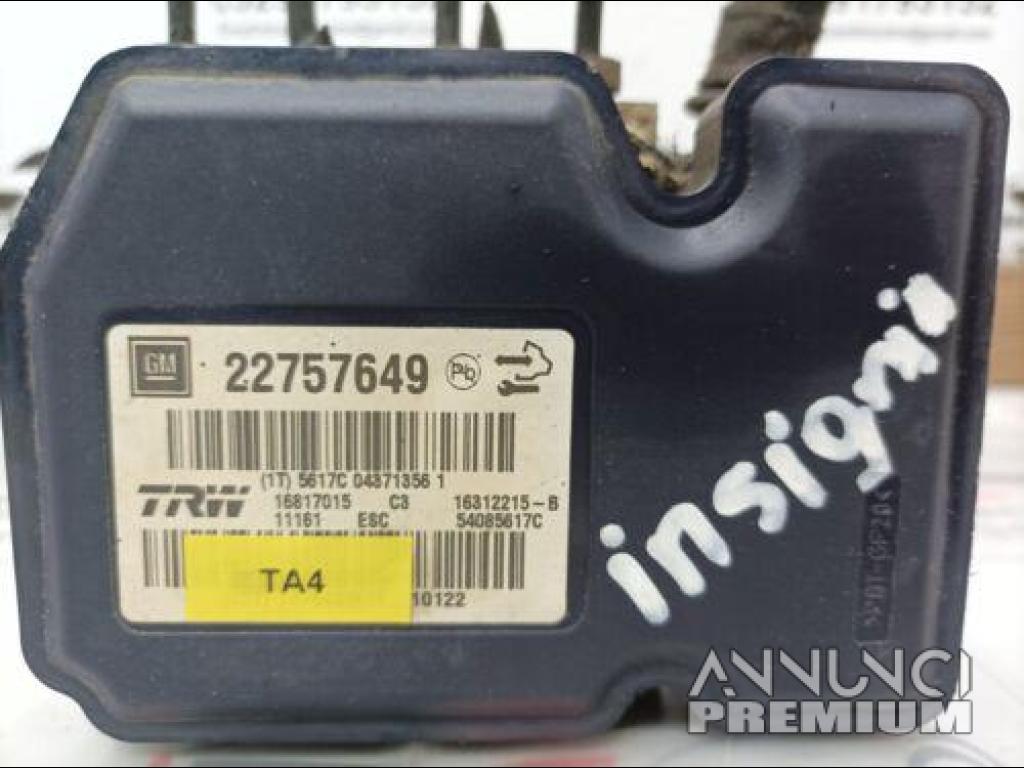 GM 22757649 Pb
(1T) 5617C 04371356 1
TRW
16817015 C3 16312215-B
11161 ESC 54085617C
TA4
10122
insigni
ANNUNCI
PREMIUM